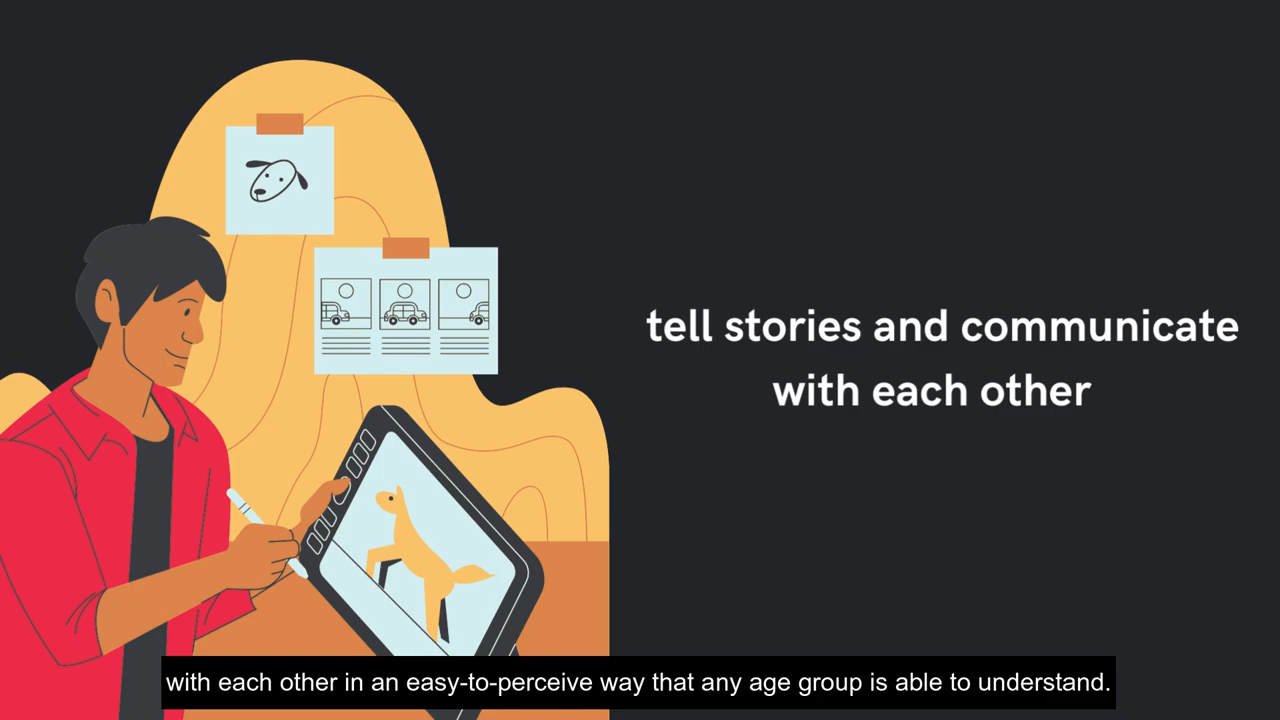 tell stories and communicate
with each other
with each other in an easy-to-perceive way that any age group is able to understand.